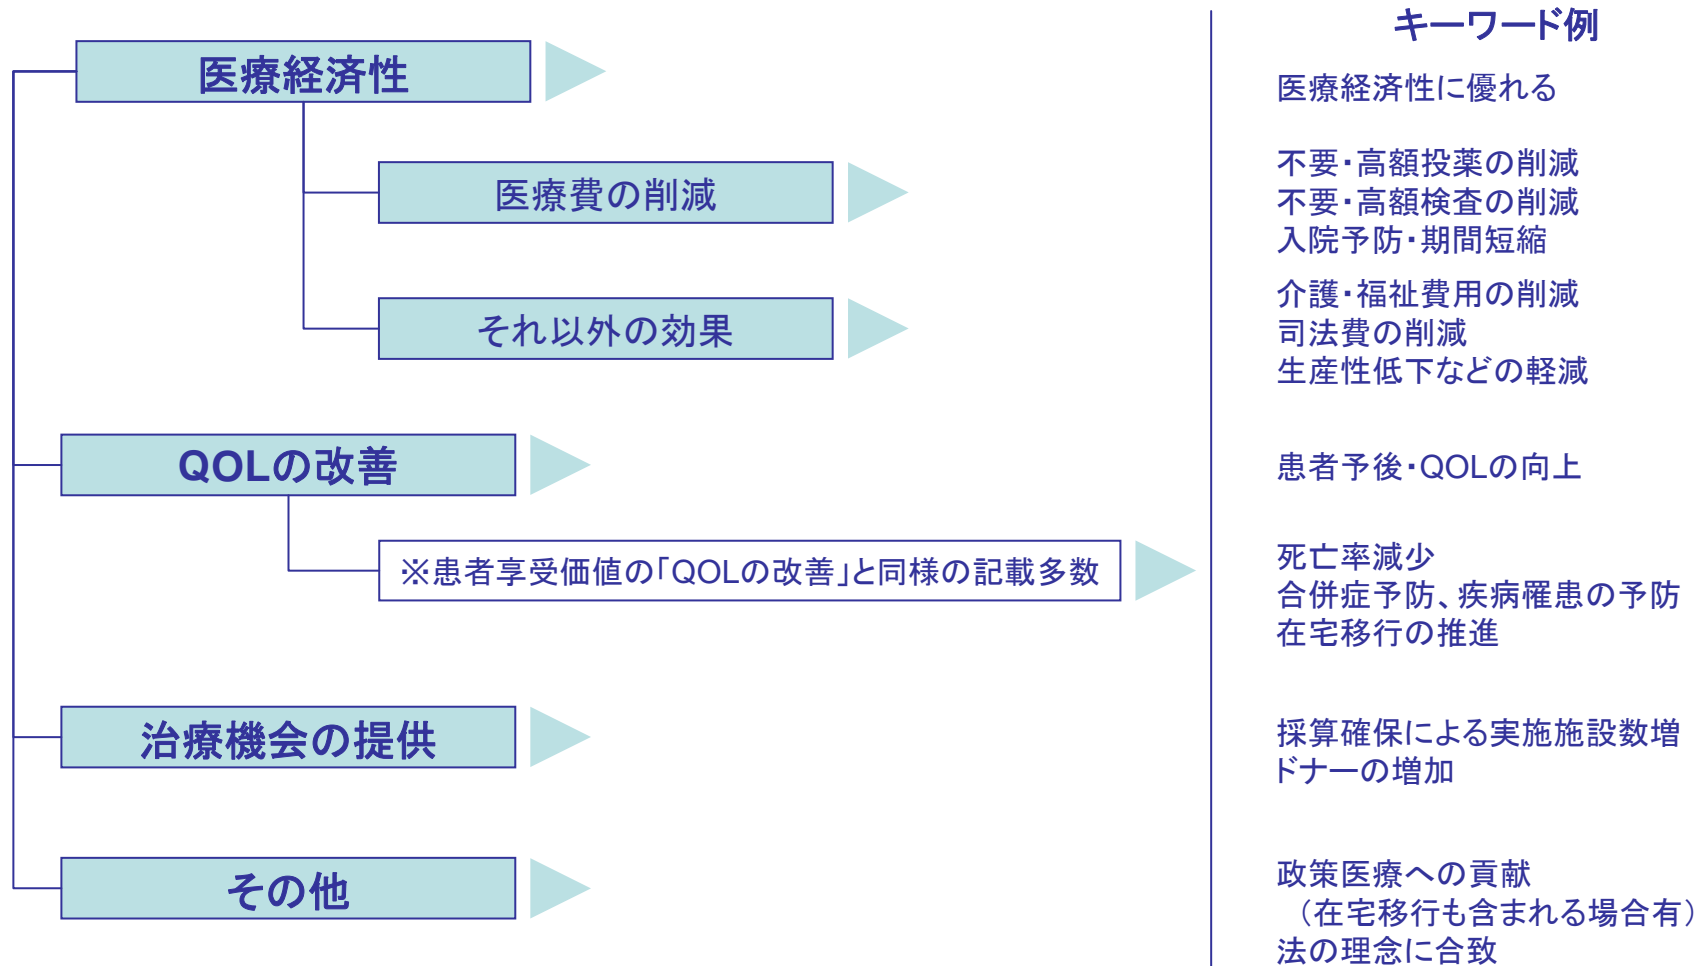 キーワード例
医療経済性
医療経済性に優れる
医療費の削減
不要・高額投薬の削減
不要・高額検査の削減
入院予防・期間短縮
それ以外の効果
介護・福祉費用の削減
司法費の削減
生産性低下などの軽減
QOLの改善
患者予後・QOLの向上
※患者享受価値の「QOLの改善」と同様の記載多数
死亡率減少
合併症予防、疾病罹患の予防
在宅移行の推進
治療機会の提供
採算確保による実施施設数増
ドナーの増加
その他
政策医療への貢献
（在宅移行も含まれる場合有）
法の理念に合致